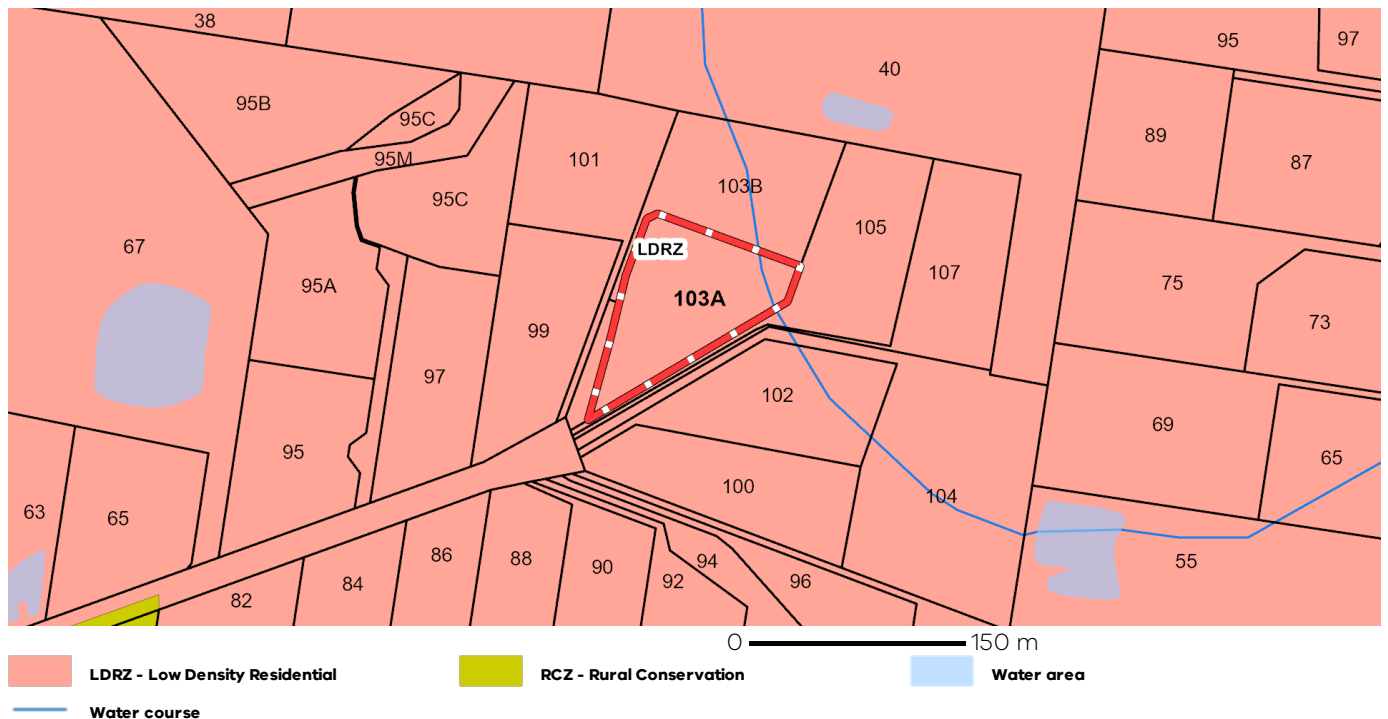 38
95
97
40
95B
95C
89
87
95M
101
103B
95C
105
67
LDRZ
107
75
95A
103A
73
99
97
102
69
95
65
100
104
63
65
55
86
88
90
94
96
84
92
82
0 150 m
LDRZ - Low Density Residential
RCZ - Rural Conservation
Water area
Water course